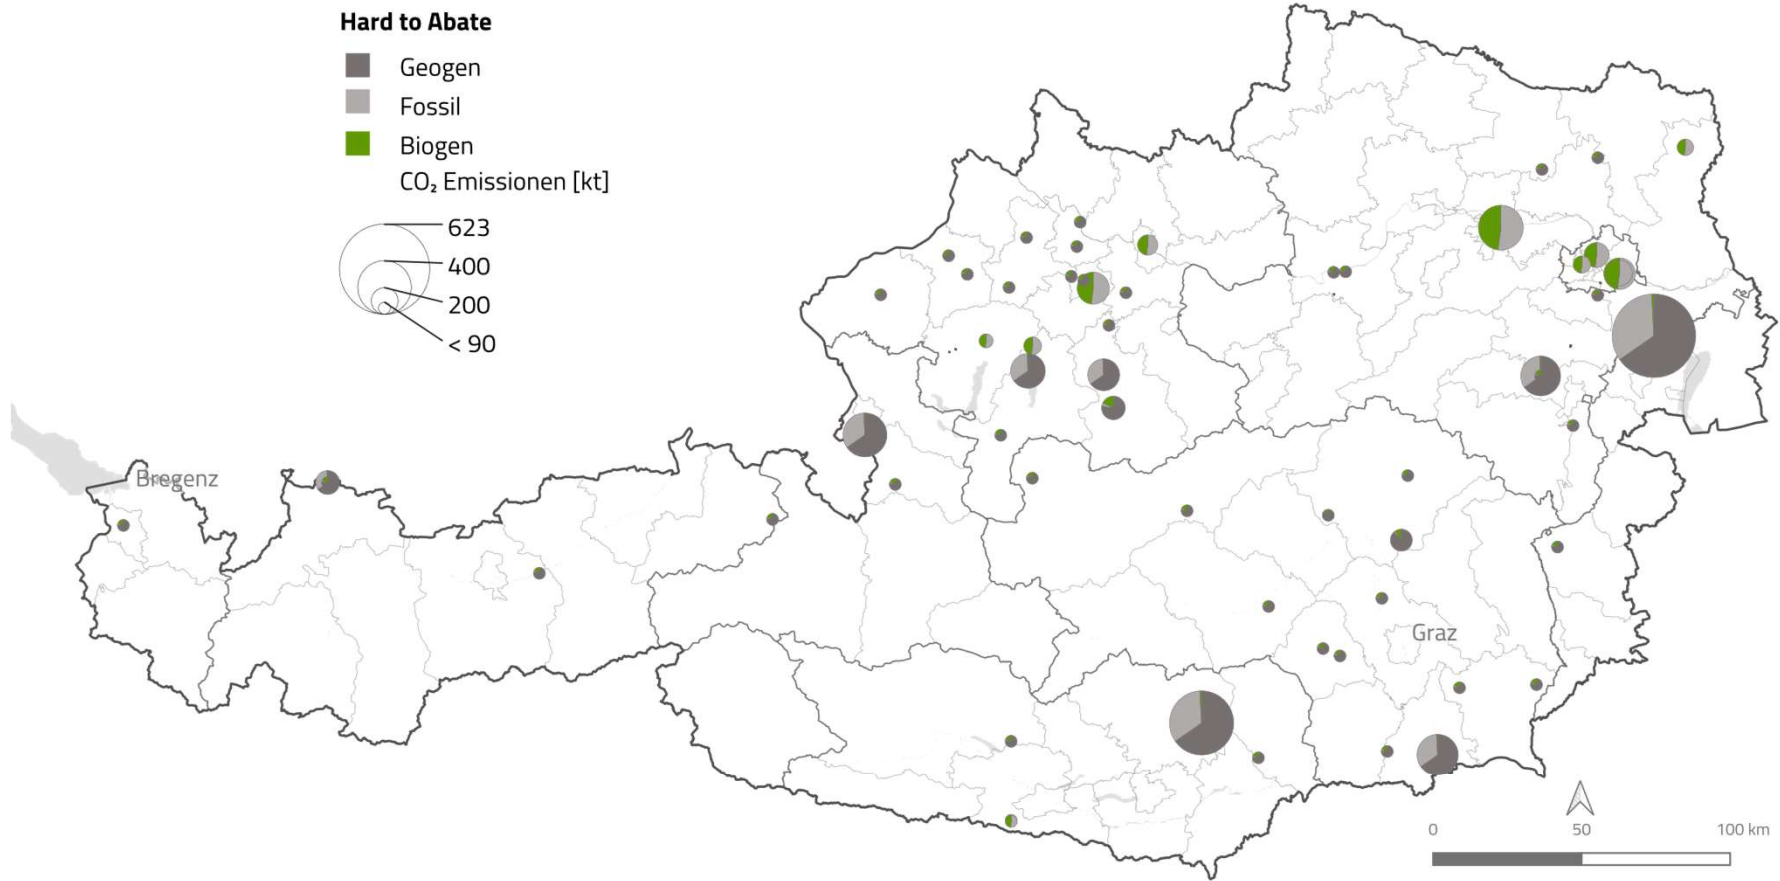 Hard to Abate
Geogen
Fossil
Biogen
CO₂ Emissionen [kt]
623
400
200
< 90
Bregenz
Graz
0 50 100 km